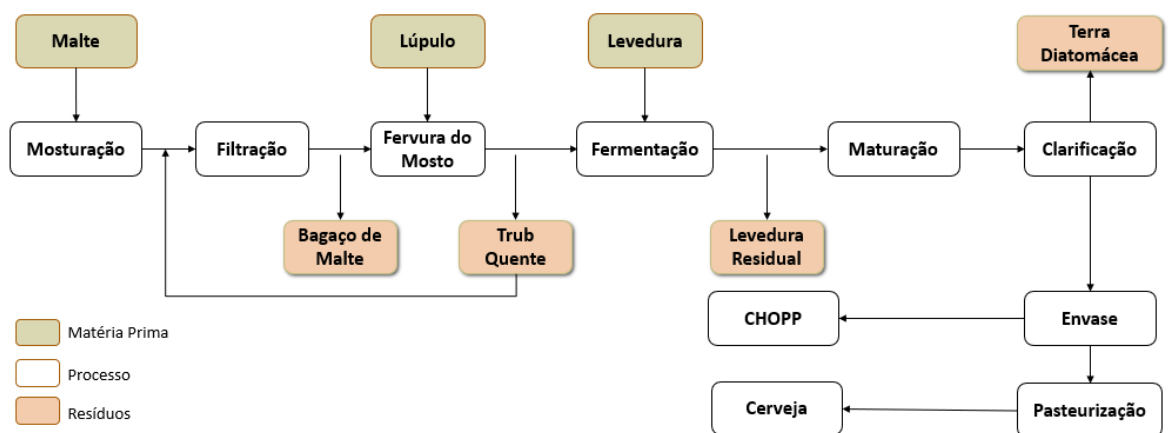 Malte
Lúpulo
Levedura
Terra
Diatomácea
Mosturação
Filtração
Fervura do
Mosto
Fermentação
Maturação
Clarificação
Bagaço de
Malte
Trub
Quente
Levedura
Residual
CHOPP
Envase
Matéria Prima
Processo
Resíduos
Cerveja
Pasteurização